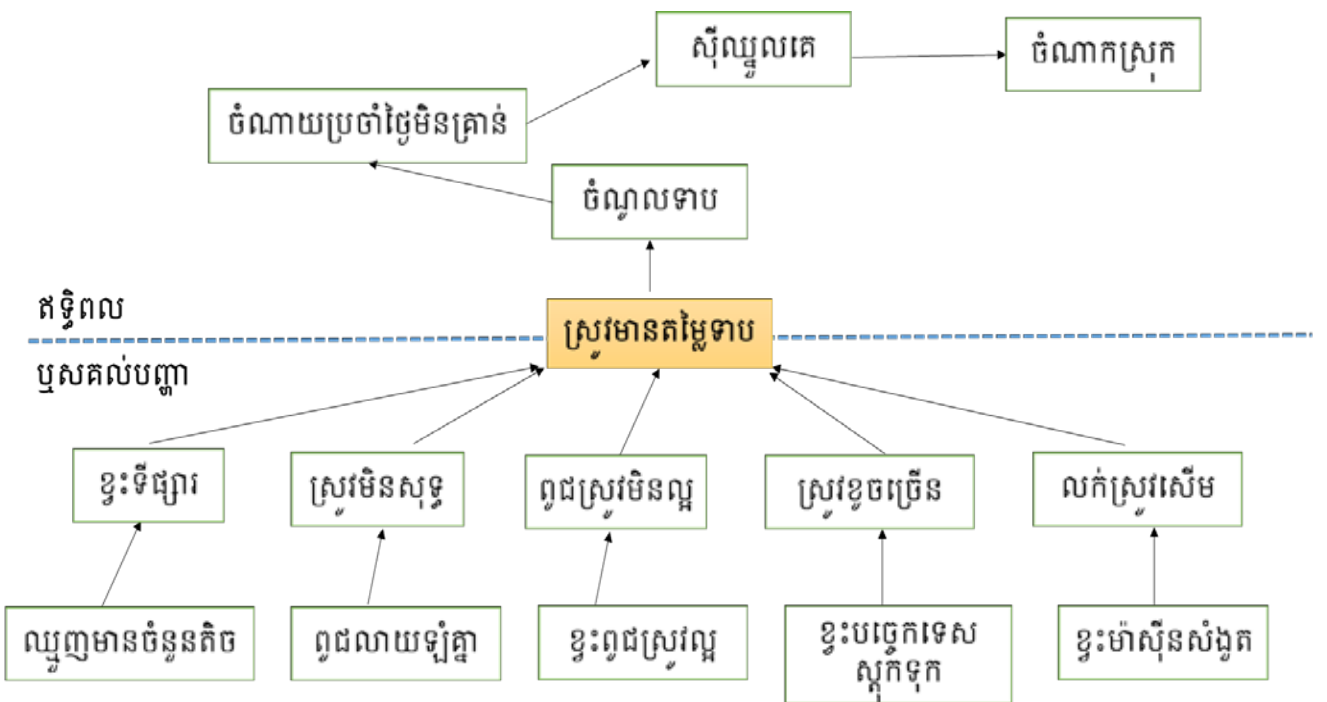 ស៊ីឈ្នួលគេ
ចំណាកស្រុក
ចំណាយប្រចាំថ្ងៃមិនគ្រាន់
ចំណូលទាប
ឥទ្ធិពល
ស្រូវមានតម្លៃទាប
ឬសគល់បញ្ហា
ខ្វះទីផ្សារ
ស្រូវមិនសុទ្ធ
ពូជស្រូវមិនល្អ
ស្រូវខូចច្រើន
លក់ស្រូវសើម
ឈ្មួញមានចំនួនតិច
ពូជលាយឡំគ្នា
ខ្វះពូជស្រូវល្អ
ខ្វះបច្ចេកទេស
ស្តុកទុក
ខ្វះម៉ាស៊ីនសំងួត